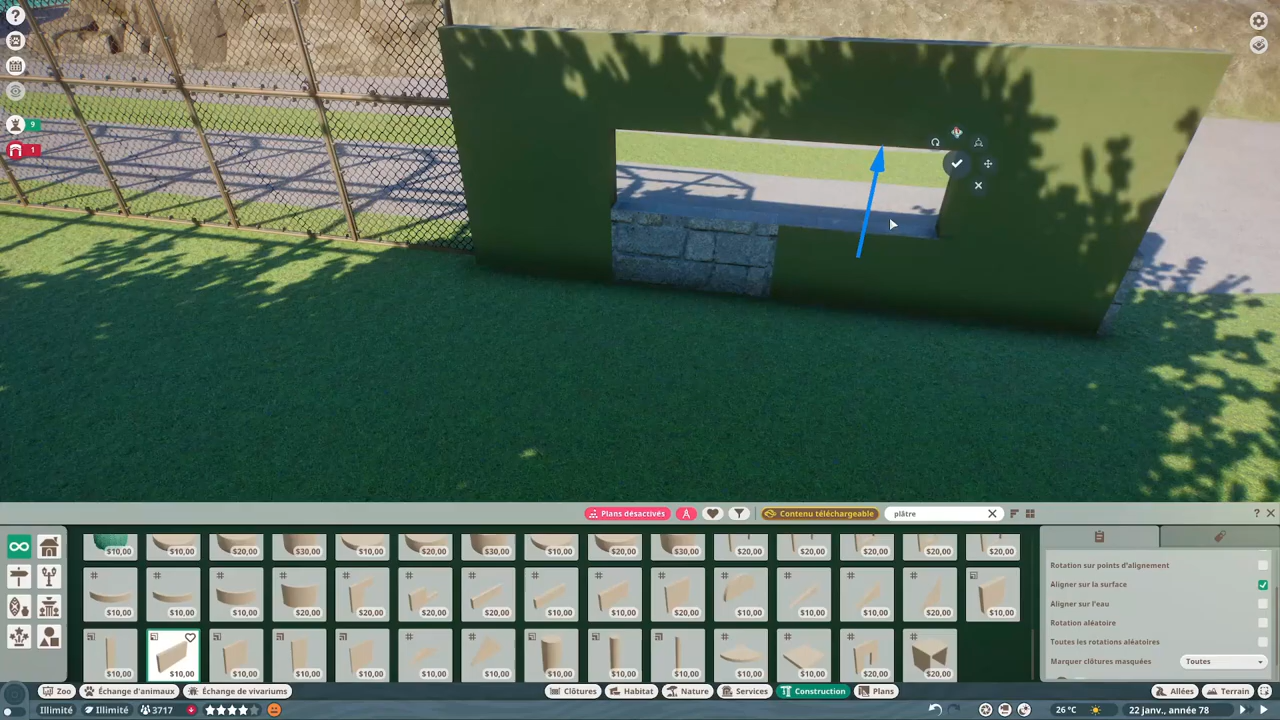 ?
9
1
Plans désactivés
Contenu téléchargeable
plâtre
?
$10,00 $10,00 $20,00 $30,00 $10,00 $20,00 $30,00 $10,00 $20,00 $30,00 $20,00 $20,00 $20,00 $20,00 $20,00
$10,00 $10,00 $10,00 $20,00 $20,00 $20,00 $20,00 $10,00 $10,00 $20,00 $10,00 $10,00 $10,00 $20,00 $10,00
$10,00 $10,00 $10,00 $10,00 $10,00 $10,00 $10,00 $10,00 $10,00 $10,00 $10,00 $10,00 $20,00 $20,00
Rotation sur points d'alignement
Aligner sur la surface
Aligner sur l'eau
Rotation aléatoire
Toutes les rotations aléatoires
Marquer clôtures masquées
Toutes
Zoo
Échange d'animaux
Échange de vivariums
Clôtures
Habitat
Nature
Services
Construction
Plans
Allées
Terrain
Illimité
Illimité
3717
26 °C
22 janv., année 78